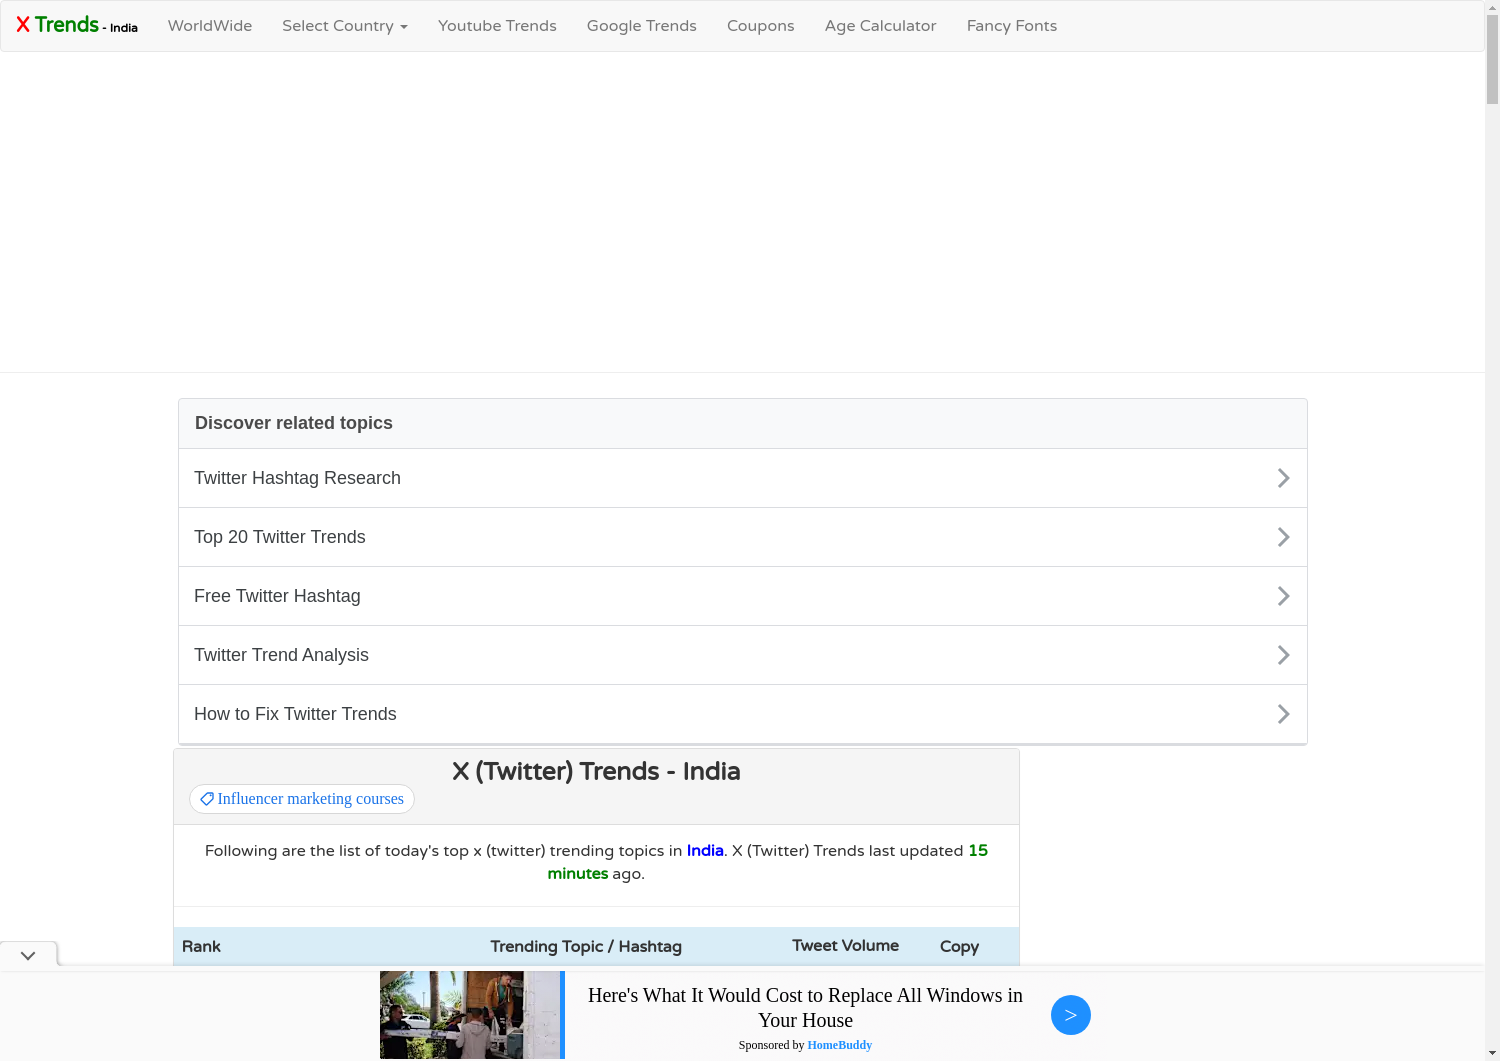 X Trends - India WorldWide Select Country Youtube Trends Google Trends Coupons Age Calculator Fancy Fonts
Discover related topics
Twitter Hashtag Research
Top 20 Twitter Trends
Free Twitter Hashtag
Twitter Trend Analysis
How to Fix Twitter Trends
X (Twitter) Trends - India
Influencer marketing courses
Following are the list of today's top x (twitter) trending topics in India. X (Twitter) Trends last updated 15
minutes ago.
Rank Trending Topic / Hashtag Tweet Volume Copy
Here's What It Would Cost to Replace All Windows in
Your House
>
Sponsored by HomeBuddy